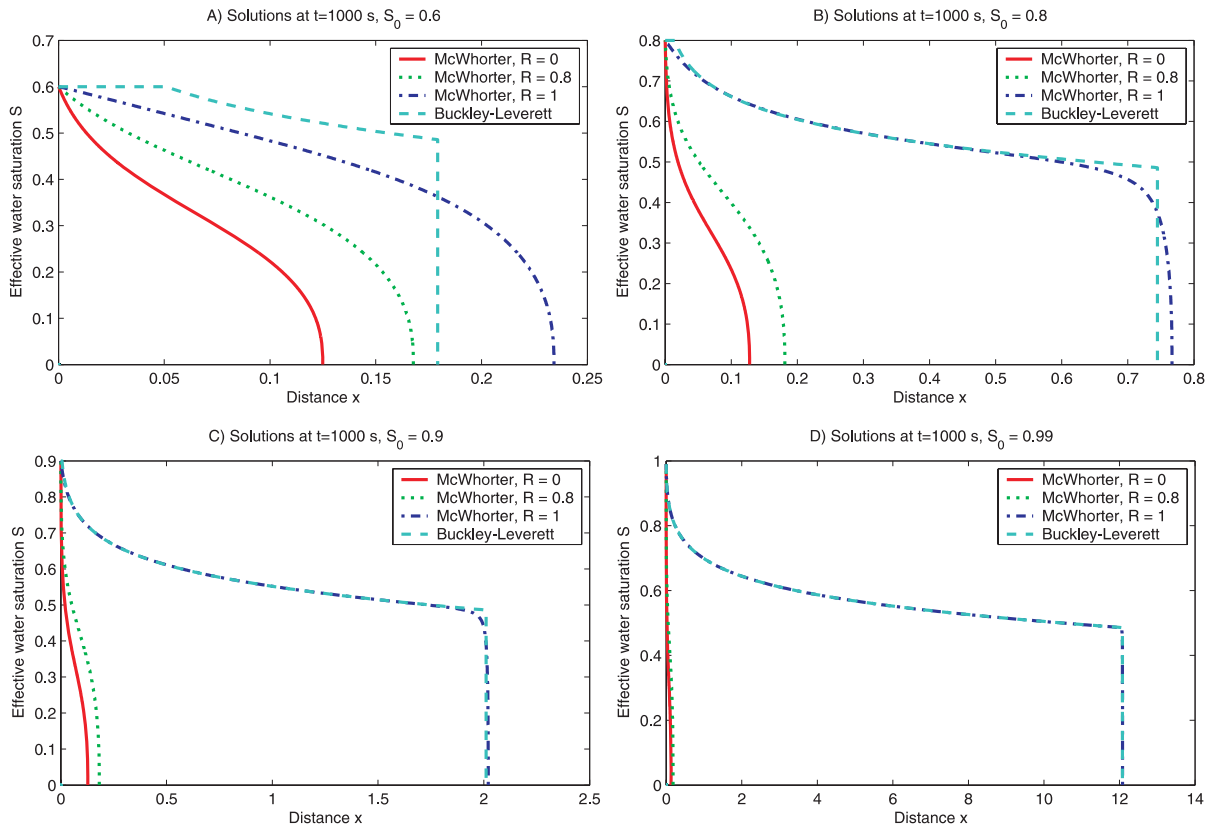 A) Solutions at t=1000 s, S0 = 0.6
Effective water saturation S
0.7
0.6
0.5
0.4
0.3
0.2
0.1
0
McWhorter, R = 0
McWhorter, R = 0.8
McWhorter, R = 1
Buckley-Leverett
0 0.05 0.1 0.15 0.2 0.25
Distance x
B) Solutions at t=1000 s, S0 = 0.8
Effective water saturation S
0.8
0.7
0.6
0.5
0.4
0.3
0.2
0.1
0
McWhorter, R = 0
McWhorter, R = 0.8
McWhorter, R = 1
Buckley-Leverett
0 0.1 0.2 0.3 0.4 0.5 0.6 0.7 0.8
Distance x
C) Solutions at t=1000 s, S0 = 0.9
Effective water saturation S
0.9
0.8
0.7
0.6
0.5
0.4
0.3
0.2
0.1
0
McWhorter, R = 0
McWhorter, R = 0.8
McWhorter, R = 1
Buckley-Leverett
0 0.5 1 1.5 2 2.5
Distance x
D) Solutions at t=1000 s, S0 = 0.99
Effective water saturation S
1
0.8
0.6
0.4
0.2
0
McWhorter, R = 0
McWhorter, R = 0.8
McWhorter, R = 1
Buckley-Leverett
0 2 4 6 8 10 12 14
Distance x